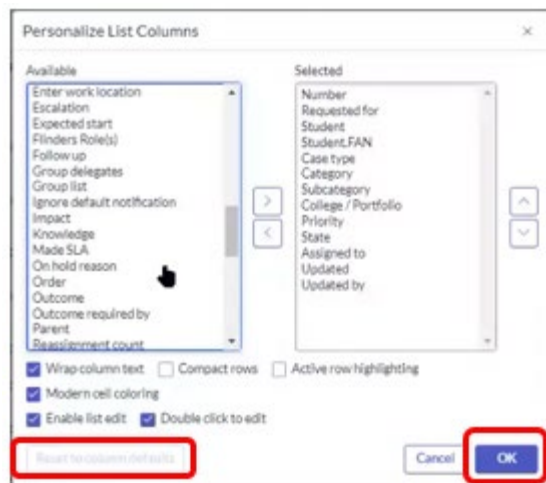 Personalize List Columns
Available
Enter work location
Escalation
Expected start
Flinders Role(s)
Follow up
Group delegates
Group list
Ignore default notification
Impact
Knowledge
Made SLA
On hold reason
Order
Outcome
Outcome required by
Parent
Reassignment count
Selected
Number
Requested for
Student
Student.FAN
Case type
Category
Subcategory
College / Portfolio
Priority
State
Assigned to
Updated
Updated by
Wrap column text Compact rows Active row highlighting
Modern cell coloring
Enable list edit Double click to edit
Reset to column defaults Cancel OK